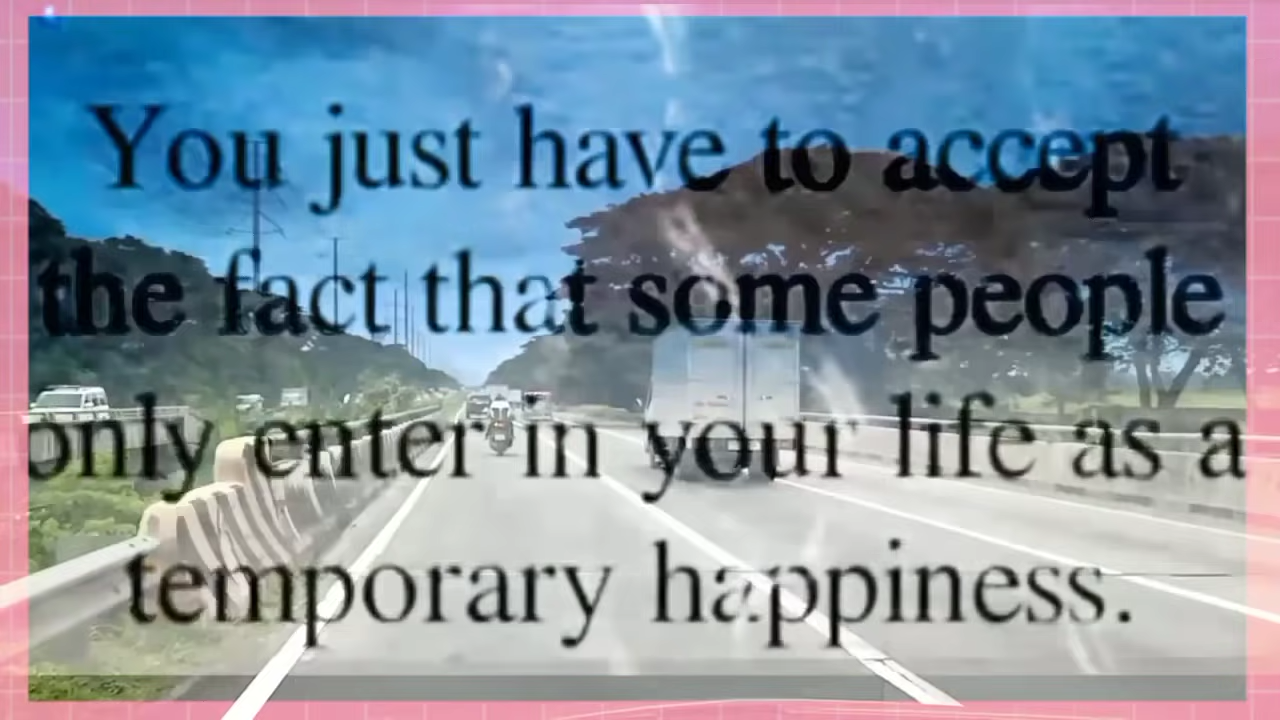 You just have to accept
the fact that some people
only enter in your life as a
temporary happiness.